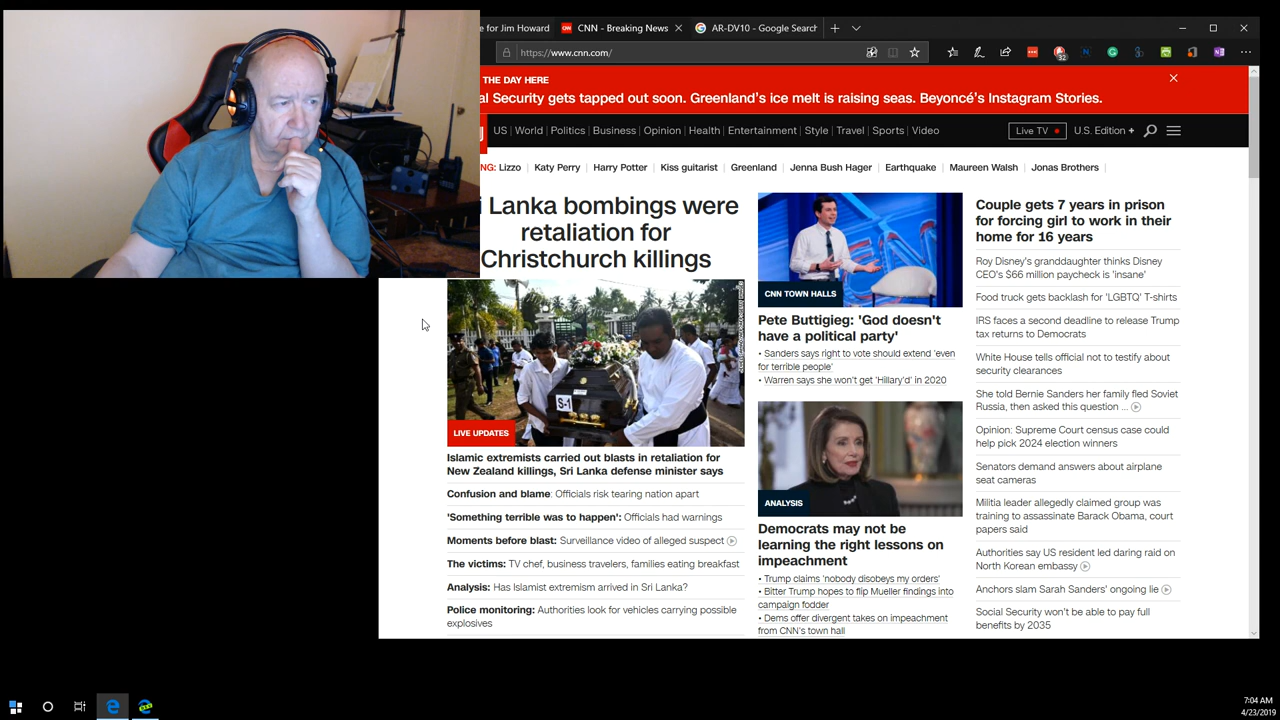 e for Jim Howard
CNN - Breaking News
AR-DV10 - Google Search
https://www.cnn.com/
32
THE DAY HERE
al Security gets tapped out soon. Greenland's ice melt is raising seas. Beyoncé's Instagram Stories.
US World Politics Business Opinion Health Entertainment Style Travel Sports Video
Live TV
U.S. Edition +
NG: Lizzo Katy Perry Harry Potter Kiss guitarist Greenland Jenna Bush Hager Earthquake Maureen Walsh Jonas Brothers
i Lanka bombings were
retaliation for
Christchurch killings
S-1
LIVE UPDATES
Islamic extremists carried out blasts in retaliation for
New Zealand killings, Sri Lanka defense minister says
Confusion and blame: Officials risk tearing nation apart
'Something terrible was to happen': Officials had warnings
Moments before blast: Surveillance video of alleged suspect
The victims: TV chef, business travelers, families eating breakfast
Analysis: Has Islamist extremism arrived in Sri Lanka?
Police monitoring: Authorities look for vehicles carrying possible
explosives
CNN TOWN HALLS
Pete Buttigieg: 'God doesn't
have a political party'
• Sanders says right to vote should extend 'even
for terrible people'
• Warren says she won't get 'Hillary'd' in 2020
ANALYSIS
Democrats may not be
learning the right lessons on
impeachment
• Trump claims 'nobody disobeys my orders'
• Bitter Trump hopes to flip Mueller findings into
campaign fodder
• Dems offer divergent takes on impeachment
from CNN's town hall
Couple gets 7 years in prison
for forcing girl to work in their
home for 16 years
Roy Disney's granddaughter thinks Disney
CEO's $66 million paycheck is 'insane'
Food truck gets backlash for 'LGBTQ' T-shirts
IRS faces a second deadline to release Trump
tax returns to Democrats
White House tells official not to testify about
security clearances
She told Bernie Sanders her family fled Soviet
Russia, then asked this question ...
Opinion: Supreme Court census case could
help pick 2024 election winners
Senators demand answers about airplane
seat cameras
Militia leader allegedly claimed group was
training to assassinate Barack Obama, court
papers said
Authorities say US resident led daring raid on
North Korean embassy
Anchors slam Sarah Sanders' ongoing lie
Social Security won't be able to pay full
benefits by 2035
7:04 AM
4/23/2019